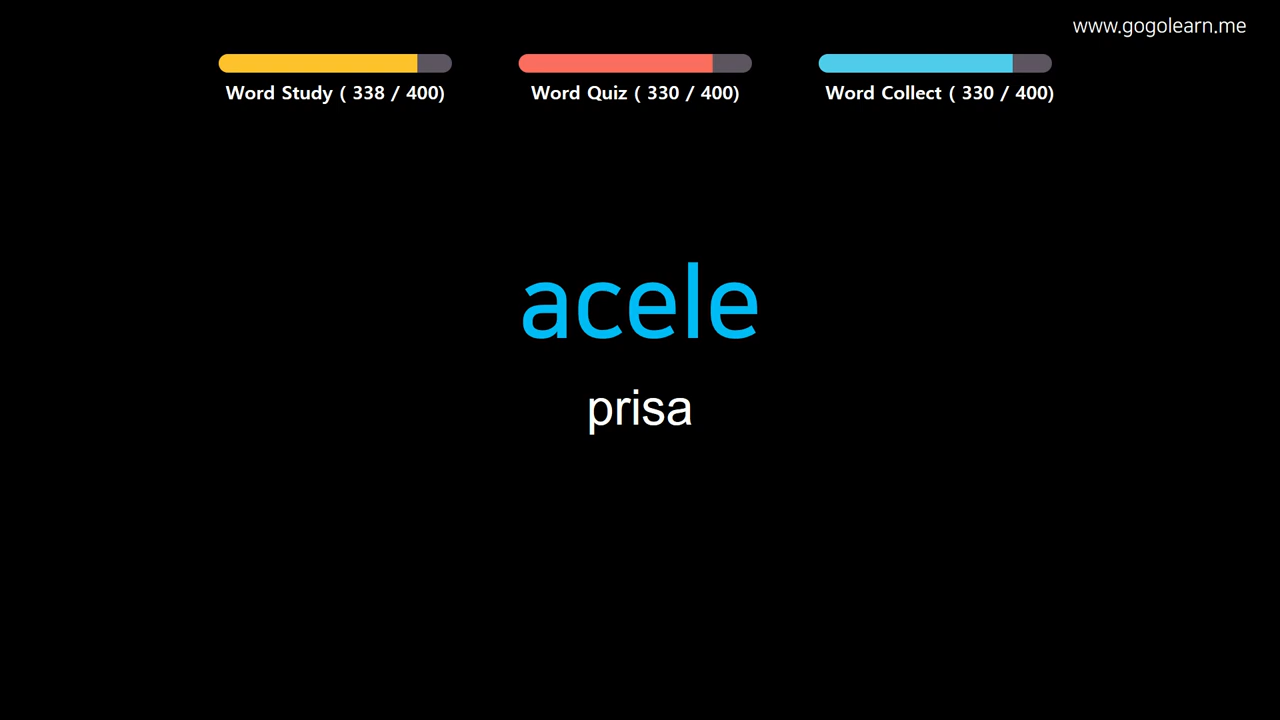 www.gogolearn.me
Word Study ( 338 / 400)
Word Quiz ( 330 / 400)
Word Collect ( 330 / 400)
acele
prisa